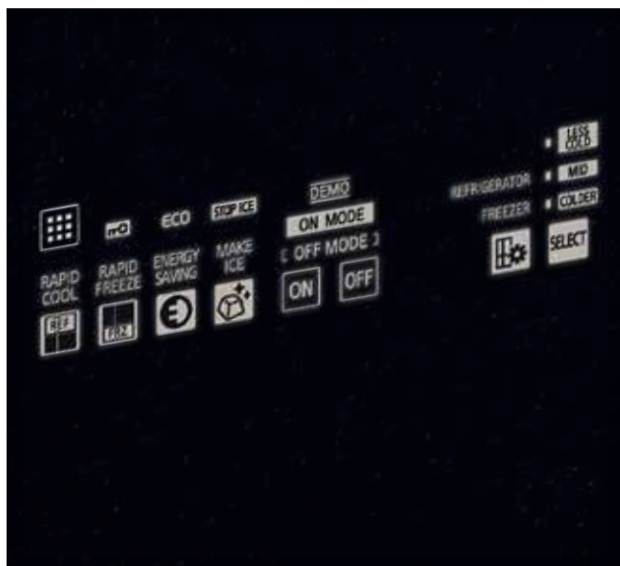 LESS
COLD
REFRIGERATOR MID
FREEZER COLDER
SELECT
DEMO
ON MODE
[ OFF MODE ]
ON OFF
ECO STOP ICE
RAPID
COOL
RAPID
FREEZE
ENERGY
SAVING
MAKE
ICE
REF
FRZ